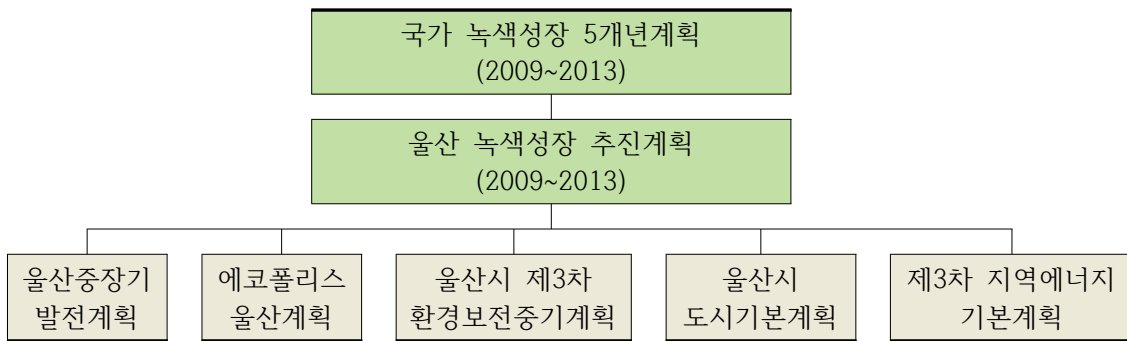 국가 녹색성장 5개년계획
(2009~2013)
울산 녹색성장 추진계획
(2009~2013)
울산중장기
발전계획
에코폴리스
울산계획
울산시 제3차
환경보전중기계획
울산시
도시기본계획
제3차 지역에너지
기본계획